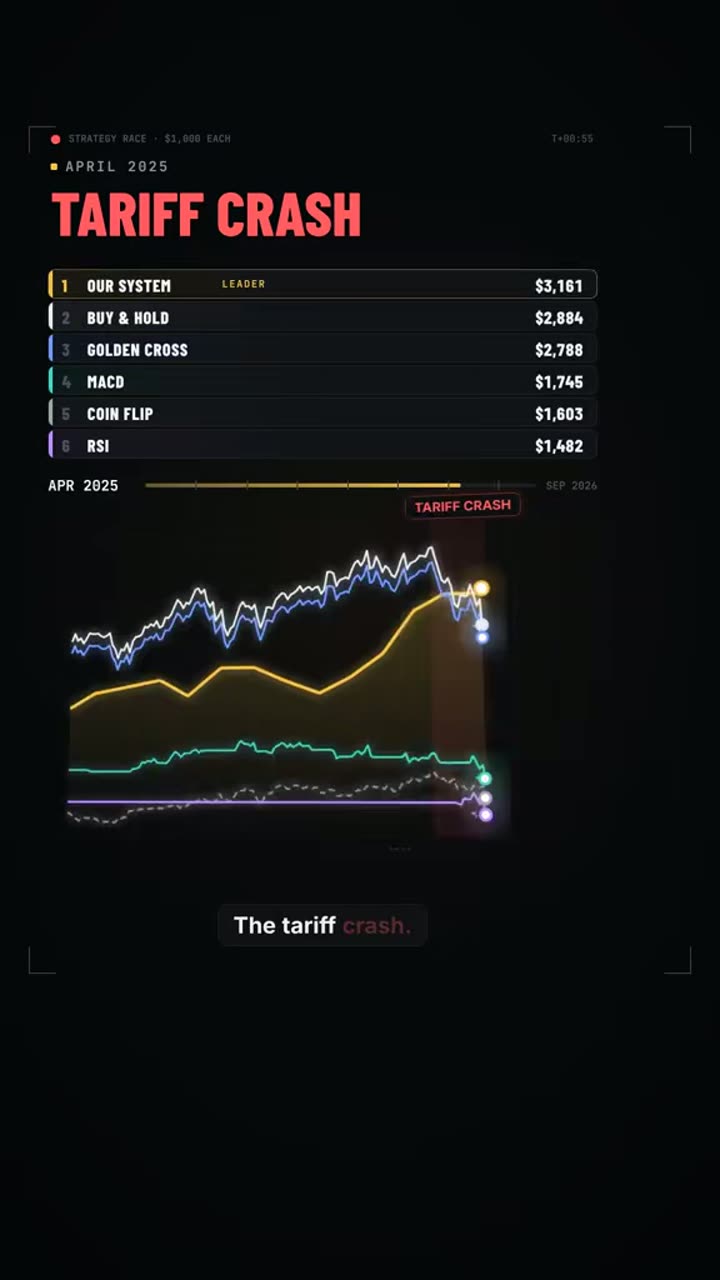 STRATEGY RACE · $1,000 EACH T+00:55
APRIL 2025
TARIFF CRASH
1 OUR SYSTEM LEADER $3,161
2 BUY & HOLD $2,884
3 GOLDEN CROSS $2,788
4 MACD $1,745
5 COIN FLIP $1,603
6 RSI $1,482
APR 2025 SEP 2026
TARIFF CRASH
The tariff crash.